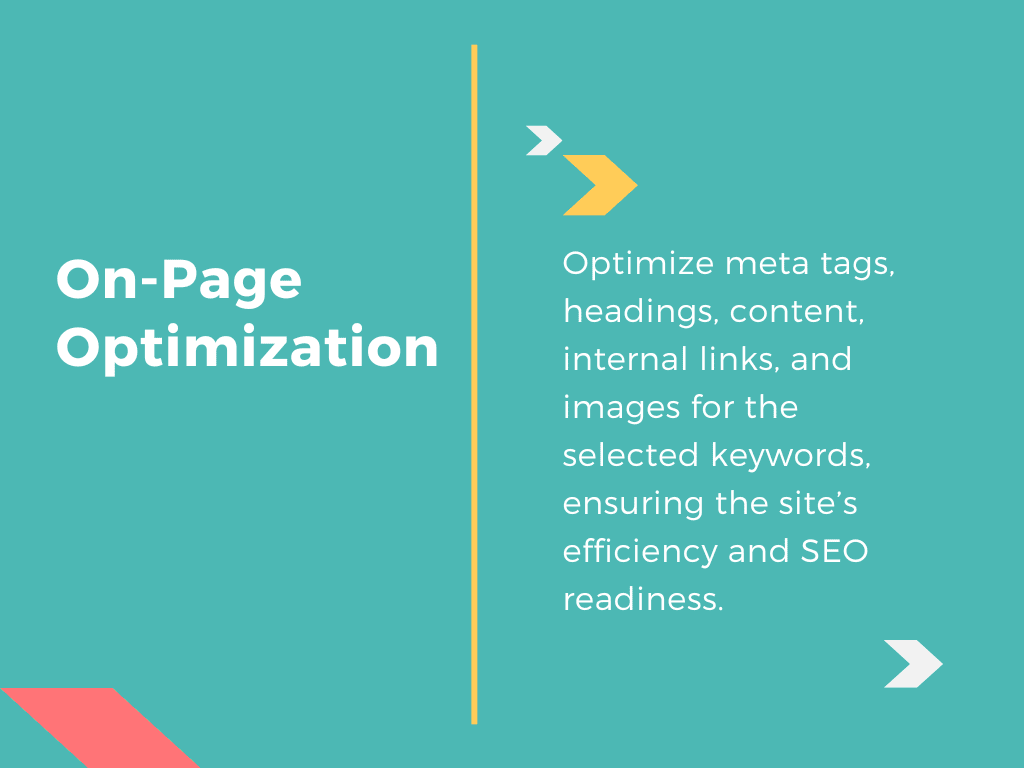 On-Page
Optimization
Optimize meta tags,
headings, content,
internal links, and
images for the
selected keywords,
ensuring the site’s
efficiency and SEO
readiness.